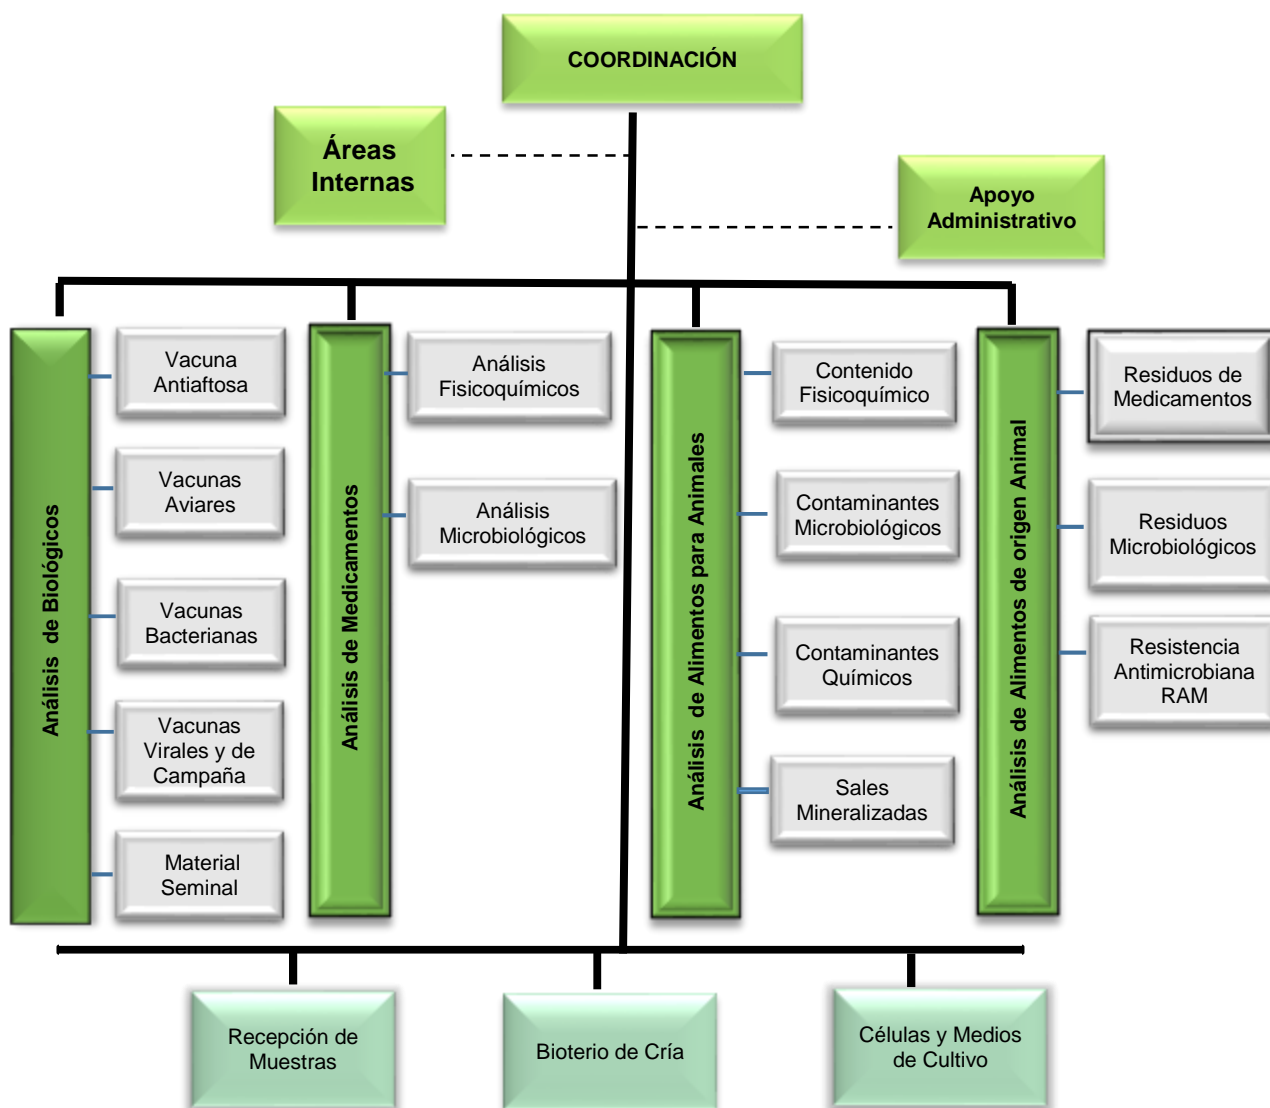 COORDINACIÓN
Áreas
Internas
Apoyo
Administrativo
Análisis de Biológicos
Vacuna
Antiaftosa
Vacunas
Aviares
Vacunas
Bacterianas
Vacunas
Virales y de
Campaña
Material
Seminal
Análisis de Medicamentos
Análisis
Fisicoquímicos
Análisis
Microbiológicos
Análisis de Alimentos para Animales
Contenido
Fisicoquímico
Contaminantes
Microbiológicos
Contaminantes
Químicos
Sales
Mineralizadas
Análisis de Alimentos de origen Animal
Residuos de
Medicamentos
Residuos
Microbiológicos
Resistencia
Antimicrobiana
RAM
Recepción de
Muestras
Bioterio de Cría
Células y Medios
de Cultivo